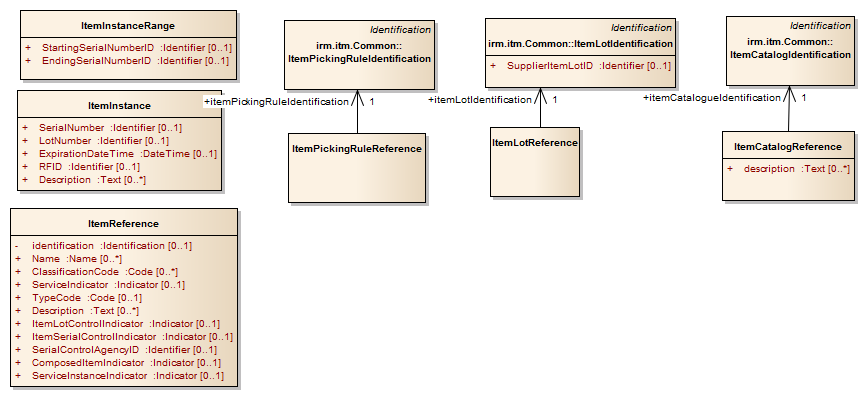 ItemInstanceRange
+ StartingSerialNumberID :Identifier [0..1]
+ EndingSerialNumberID :Identifier [0..1]
ItemInstance
+ SerialNumber :Identifier [0..1]
+ LotNumber :Identifier [0..1]
+ ExpirationDateTime :DateTime [0..1]
+ RFID :Identifier [0..1]
+ Description :Text [0..*]
ItemReference
- identification :Identification [0..1]
+ Name :Name [0..*]
+ ClassificationCode :Code [0..*]
+ ServiceIndicator :Indicator [0..1]
+ TypeCode :Code [0..1]
+ Description :Text [0..*]
+ ItemLotControlIndicator :Indicator [0..1]
+ ItemSerialControlIndicator :Indicator [0..1]
+ SerialControlAgencyID :Identifier [0..1]
+ ComposedItemIndicator :Indicator [0..1]
+ ServiceInstanceIndicator :Indicator [0..1]
Identification
irm.itm.Common::
ItemPickingRuleIdentification
+itemPickingRuleIdentification 1
ItemPickingRuleReference
Identification
irm.itm.Common::ItemLotIdentification
+ SupplierItemLotID :Identifier [0..1]
+itemLotIdentification 1
ItemLotReference
Identification
irm.itm.Common::
ItemCatalogIdentification
+itemCatalogueIdentification 1
ItemCatalogReference
+ description :Text [0..*]